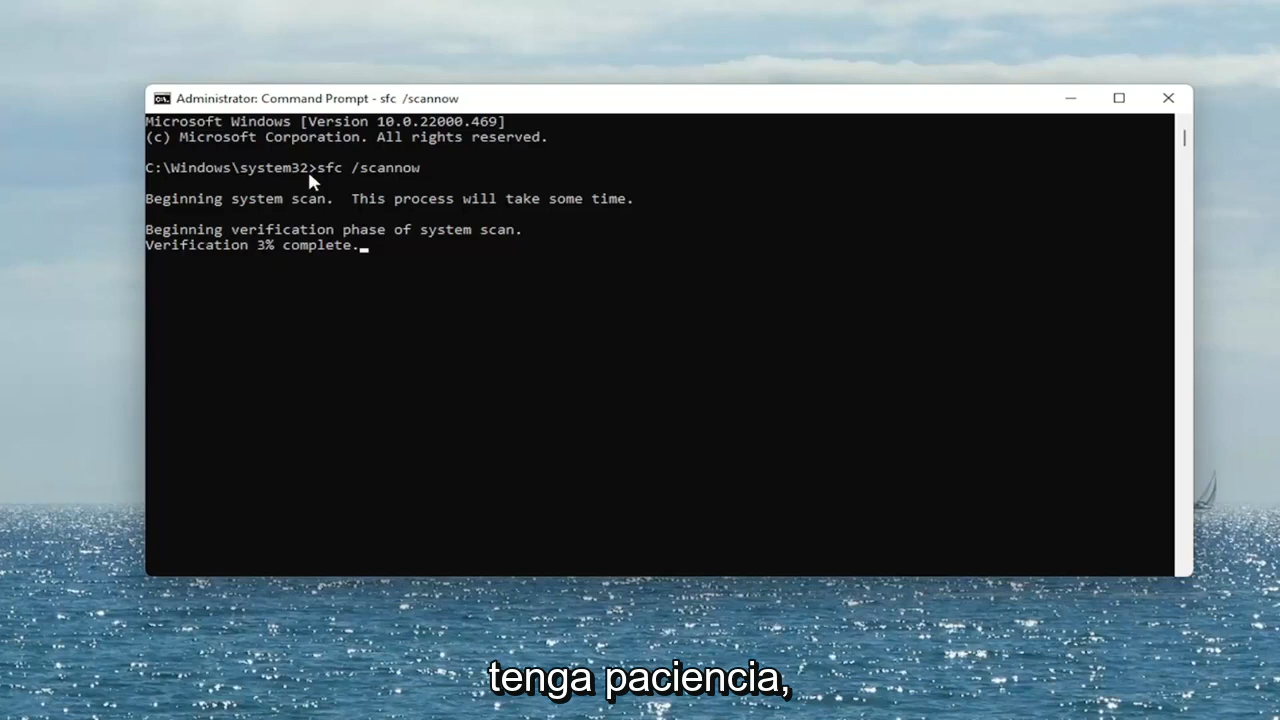 Administrator: Command Prompt - sfc  /scannow
Microsoft Windows [Version 10.0.22000.469]
(c) Microsoft Corporation. All rights reserved.
C:\Windows\system32>sfc /scannow
Beginning system scan.  This process will take some time.
Beginning verification phase of system scan.
Verification 3% complete.
tenga paciencia,